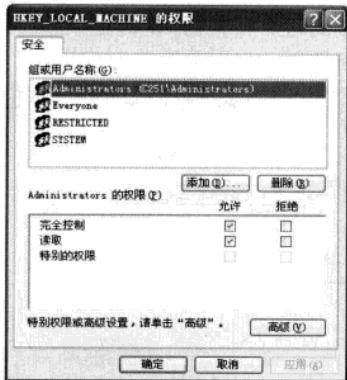 HKEY_LOCAL_MACHINE 的权限
安全
组或用户名称(G):
Administrators (C251\Administrators)
Everyone
RESTRICTED
SYSTEM
添加(D)...
删除(R)
Administrators 的权限(P)
允许
拒绝
完全控制
读取
特别的权限
特别权限或高级设置，请单击“高级”。
高级(V)
确定
取消
应用(A)